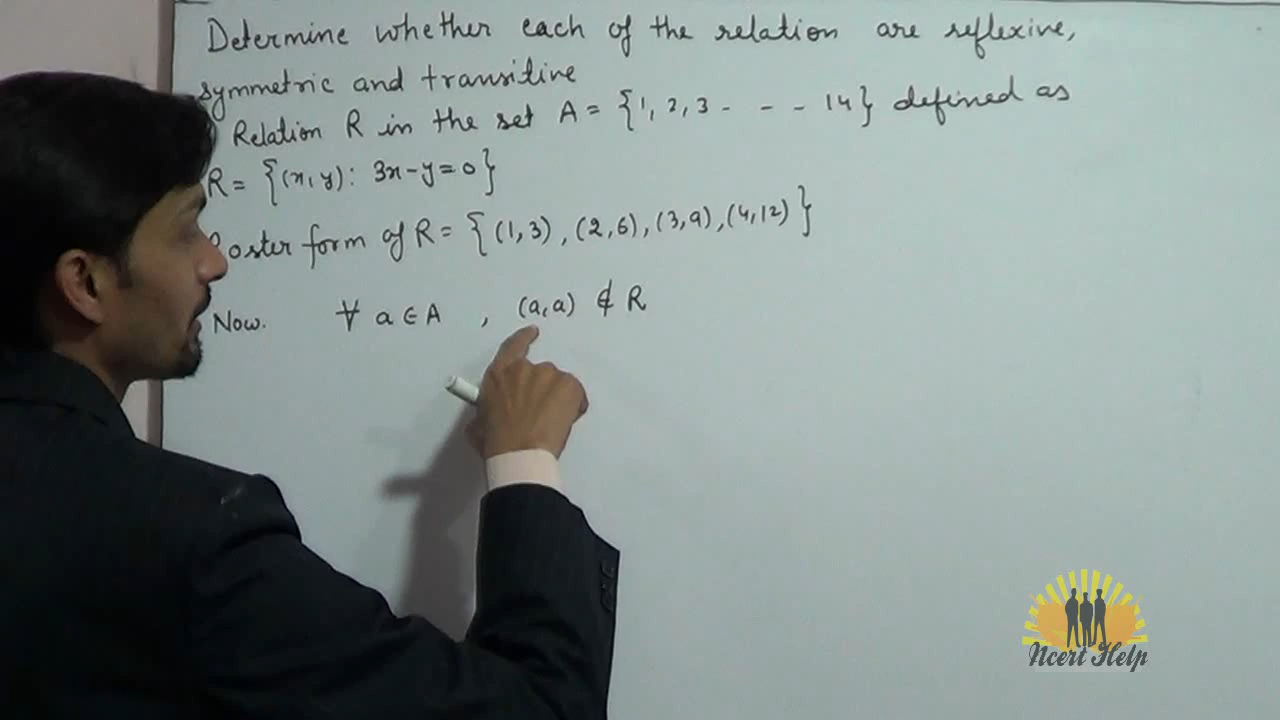 Determine whether each of the relation are reflexive,
symmetric and transitive
Relation R in the set A = {1, 2, 3 - - - 14} defined as
R = {(x, y): 3x-y=0}
Roster form of R = {(1,3), (2,6), (3,9), (4,12)}
Now. ∀ a ∈ A , (a,a) ∉ R
Ncert Help